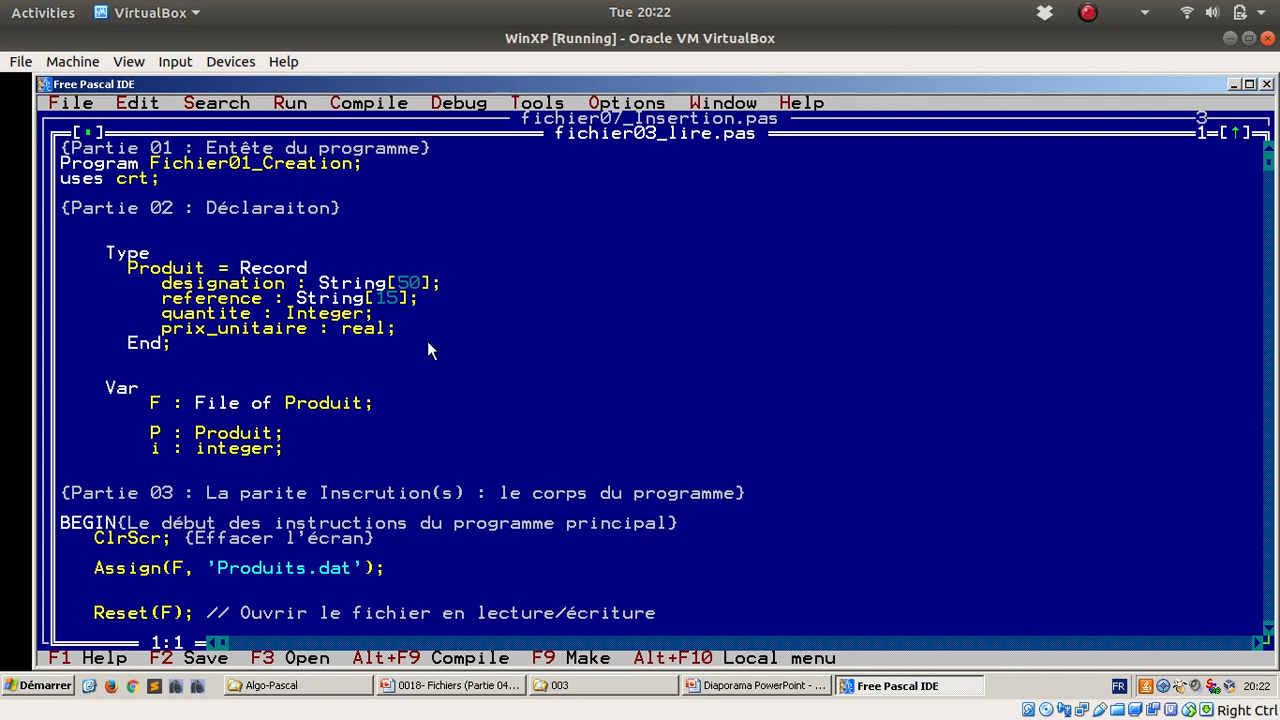 Activities VirtualBox Tue 20:22
WinXP [Running] - Oracle VM VirtualBox
File Machine View Input Devices Help
Free Pascal IDE
File Edit Search Run Compile Debug Tools Options Window Help
fichier07_Insertion.pas 3
fichier03_lire.pas 1=[↑]
{Partie 01 : Entête du programme}
Program Fichier01_Creation;
uses crt;
{Partie 02 : Déclaraiton}
Type
Produit = Record
designation : String[50];
reference : String[15];
quantite : Integer;
prix_unitaire : real;
End;
Var
F : File of Produit;
P : Produit;
i : integer;
{Partie 03 : La parite Inscrution(s) : le corps du programme}
BEGIN{Le début des instructions du programme principal}
ClrScr; {Effacer l'écran}
Assign(F, 'Produits.dat');
Reset(F); // Ouvrir le fichier en lecture/écriture
1:1
F1 Help F2 Save F3 Open Alt+F9 Compile F9 Make Alt+F10 Local menu
Démarrer Algo-Pascal 0018- Fichiers (Partie 04... 003 Diaporama PowerPoint - ... Free Pascal IDE FR 20:22
Right Ctrl